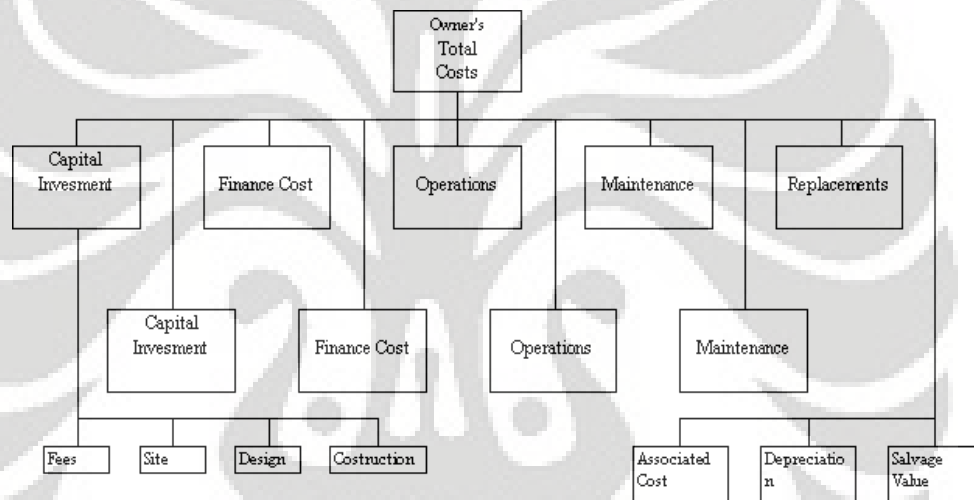 Owner's
Total
Costs
Capital
Invesment
Finance Cost
Operations
Maintenance
Replacements
Capital
Invesment
Finance Cost
Operations
Maintenance
Fees
Site
Design
Costruction
Associated
Cost
Depreciatio
n
Salvage
Value